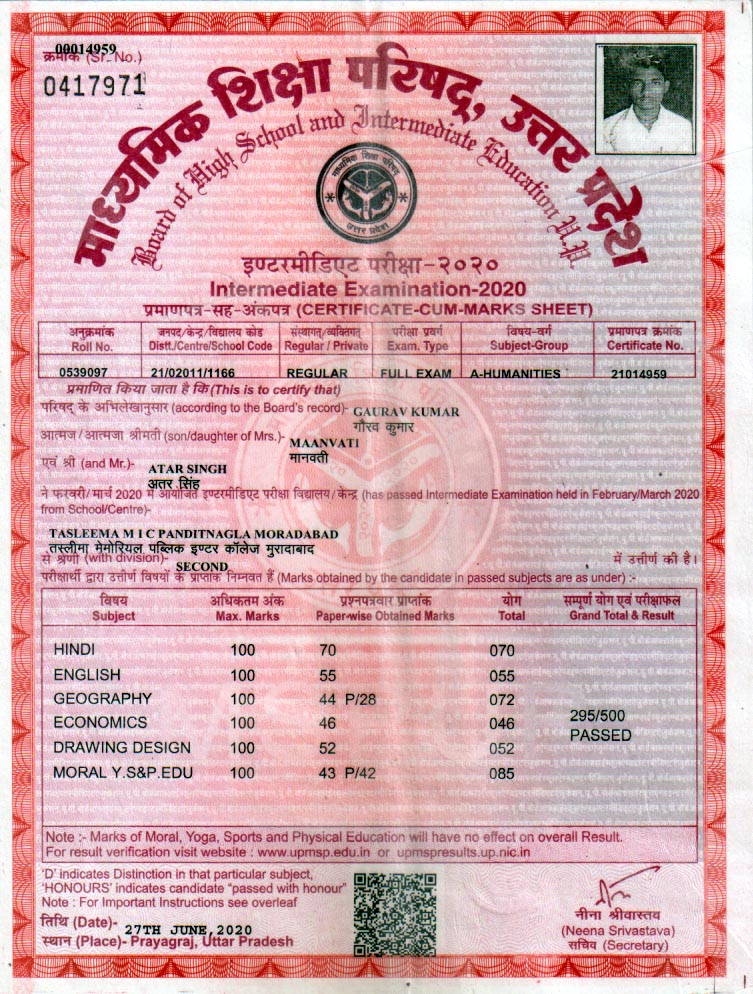 00014959
क्रमांक (Sr. No.)
0417971
माध्यमिक शिक्षा परिषद्, उत्तर प्रदेश
Board of High School and Intermediate Education U.P.
माध्यमिक शिक्षा परिषद
उत्तर प्रदेश
इण्टरमीडिएट परीक्षा-२०२०
Intermediate Examination-2020
प्रमाणपत्र-सह-अंकपत्र (CERTIFICATE-CUM-MARKS SHEET)
अनुक्रमांक जनपद/केन्द्र/विद्यालय कोड संस्थागत/व्यक्तिगत परीक्षा प्रवर्ग विषय-वर्ग प्रमाणपत्र क्रमांक
Roll No. Distt./Centre/School Code Regular / Private Exam. Type Subject-Group Certificate No.
0539097 21/02011/1166 REGULAR FULL EXAM A-HUMANITIES 21014959
प्रमाणित किया जाता है कि (This is to certify that)
परिषद् के अभिलेखानुसार (according to the Board's record)- GAURAV KUMAR
गौरव कुमार
आत्मज/आत्मजा श्रीमती (son/daughter of Mrs.)- MAANVATI
मानवती
एवं श्री (and Mr.)- ATAR SINGH
अतर सिंह
ने फरवरी/मार्च 2020 में आयोजित इण्टरमीडिएट परीक्षा विद्यालय/केन्द्र (has passed Intermediate Examination held in February/March 2020
from School/Centre)-
TASLEEMA M I C PANDITNAGLA MORADABAD
तस्लीमा मेमोरियल पब्लिक इण्टर कॉलेज मुरादाबाद
से श्रेणी (with division)- SECOND में उत्तीर्ण की है।
परीक्षार्थी द्वारा उत्तीर्ण विषयों के प्राप्तांक निम्नवत हैं (Marks obtained by the candidate in passed subjects are as under) :-
विषय अधिकतम अंक प्रश्नपत्रवार प्राप्तांक योग सम्पूर्ण योग एवं परीक्षाफल
Subject Max. Marks Paper-wise Obtained Marks Total Grand Total & Result
HINDI 100 70 070
ENGLISH 100 55 055
GEOGRAPHY 100 44 P/28 072
ECONOMICS 100 46 046
295/500
DRAWING DESIGN 100 52 052
PASSED
MORAL Y.S&P.EDU 100 43 P/42 085
Note :- Marks of Moral, Yoga, Sports and Physical Education will have no effect on overall Result.
For result verification visit website : www.upmsp.edu.in or upmspresults.up.nic.in
'D' indicates Distinction in that particular subject,
'HONOURS' indicates candidate "passed with honour"
Note : For Important Instructions see overleaf
तिथि (Date)- 27TH JUNE,2020
स्थान (Place)- Prayagraj, Uttar Pradesh
नीना श्रीवास्तव
(Neena Srivastava)
सचिव (Secretary)